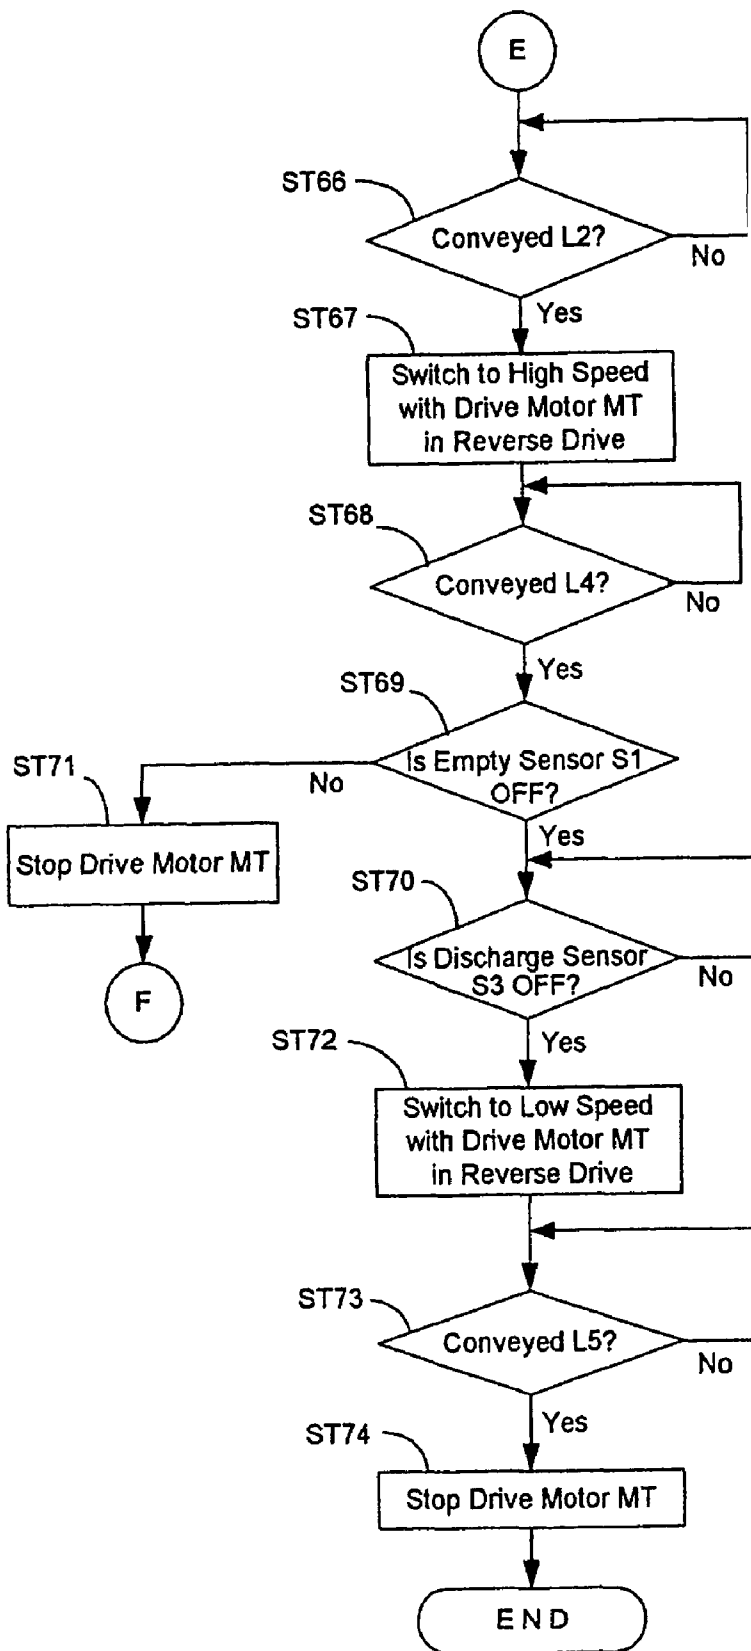 E
ST66
Conveyed L2?
No
Yes
ST67
Switch to High Speed
with Drive Motor MT
in Reverse Drive
ST68
Conveyed L4?
No
Yes
ST69
Is Empty Sensor S1
OFF?
No
Yes
ST71
Stop Drive Motor MT
F
ST70
Is Discharge Sensor
S3 OFF?
No
Yes
ST72
Switch to Low Speed
with Drive Motor MT
in Reverse Drive
ST73
Conveyed L5?
No
Yes
ST74
Stop Drive Motor MT
END